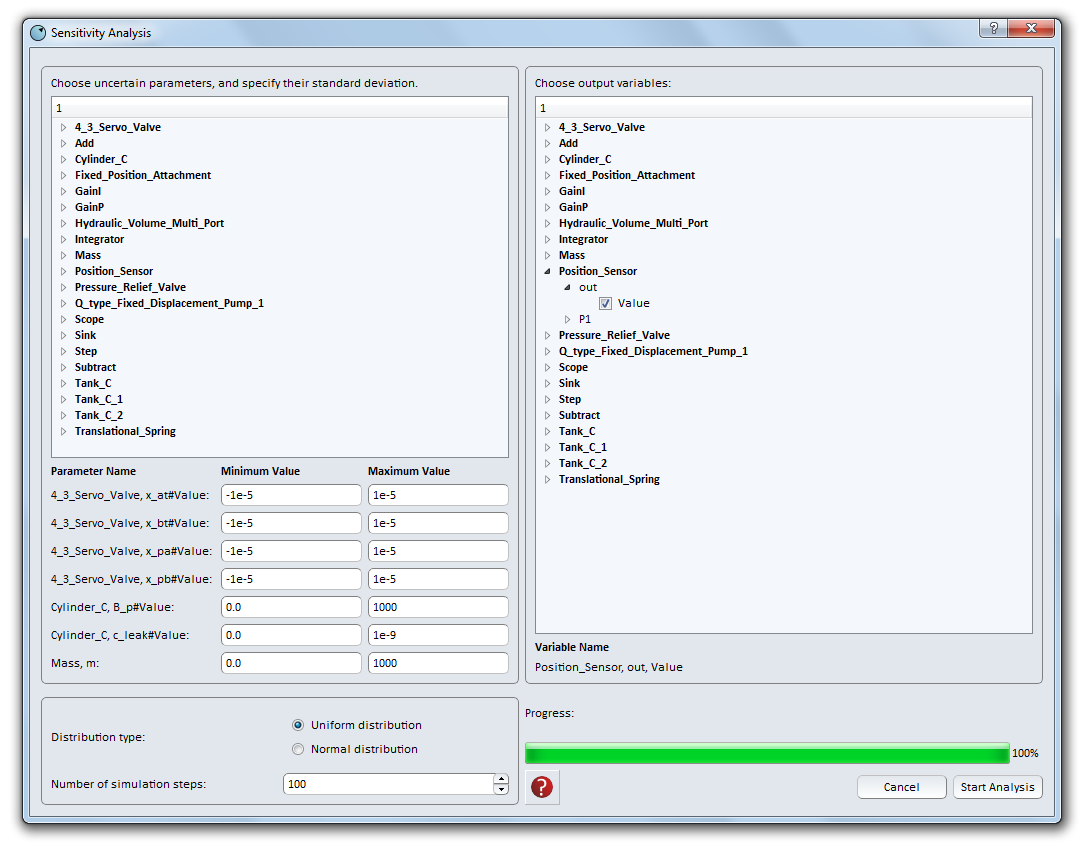 Sensitivity Analysis
?
Choose uncertain parameters, and specify their standard deviation.
1
4_3_Servo_Valve
Add
Cylinder_C
Fixed_Position_Attachment
GainI
GainP
Hydraulic_Volume_Multi_Port
Integrator
Mass
Position_Sensor
Pressure_Relief_Valve
Q_type_Fixed_Displacement_Pump_1
Scope
Sink
Step
Subtract
Tank_C
Tank_C_1
Tank_C_2
Translational_Spring
Parameter Name Minimum Value Maximum Value
4_3_Servo_Valve, x_at#Value: -1e-5 1e-5
4_3_Servo_Valve, x_bt#Value: -1e-5 1e-5
4_3_Servo_Valve, x_pa#Value: -1e-5 1e-5
4_3_Servo_Valve, x_pb#Value: -1e-5 1e-5
Cylinder_C, B_p#Value: 0.0 1000
Cylinder_C, c_leak#Value: 0.0 1e-9
Mass, m: 0.0 1000
Choose output variables:
1
4_3_Servo_Valve
Add
Cylinder_C
Fixed_Position_Attachment
GainI
GainP
Hydraulic_Volume_Multi_Port
Integrator
Mass
Position_Sensor
out
Value
P1
Pressure_Relief_Valve
Q_type_Fixed_Displacement_Pump_1
Scope
Sink
Step
Subtract
Tank_C
Tank_C_1
Tank_C_2
Translational_Spring
Variable Name
Position_Sensor, out, Value
Distribution type:
Uniform distribution
Normal distribution
Number of simulation steps: 100
Progress:
100%
?
Cancel
Start Analysis